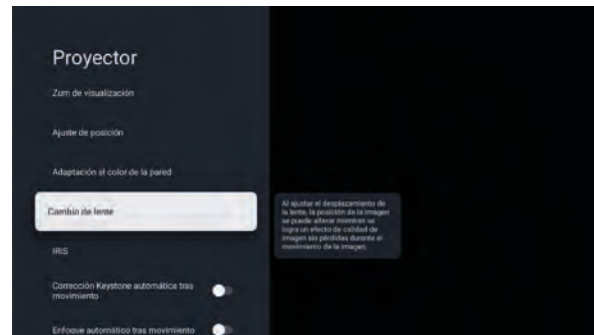 Proyector
Zum de visualización
Ajuste de posición
Adaptación al color de la pared
Cambio de lente
Al ajustar el desplazamiento de
la lente, la posición de la imagen
se puede alterar mientras se
logra un efecto de calidad de
imagen sin pérdidas durante el
movimiento de la imagen.
IRIS
Corrección Keystone automática tras
movimiento
Enfoque automático tras movimiento